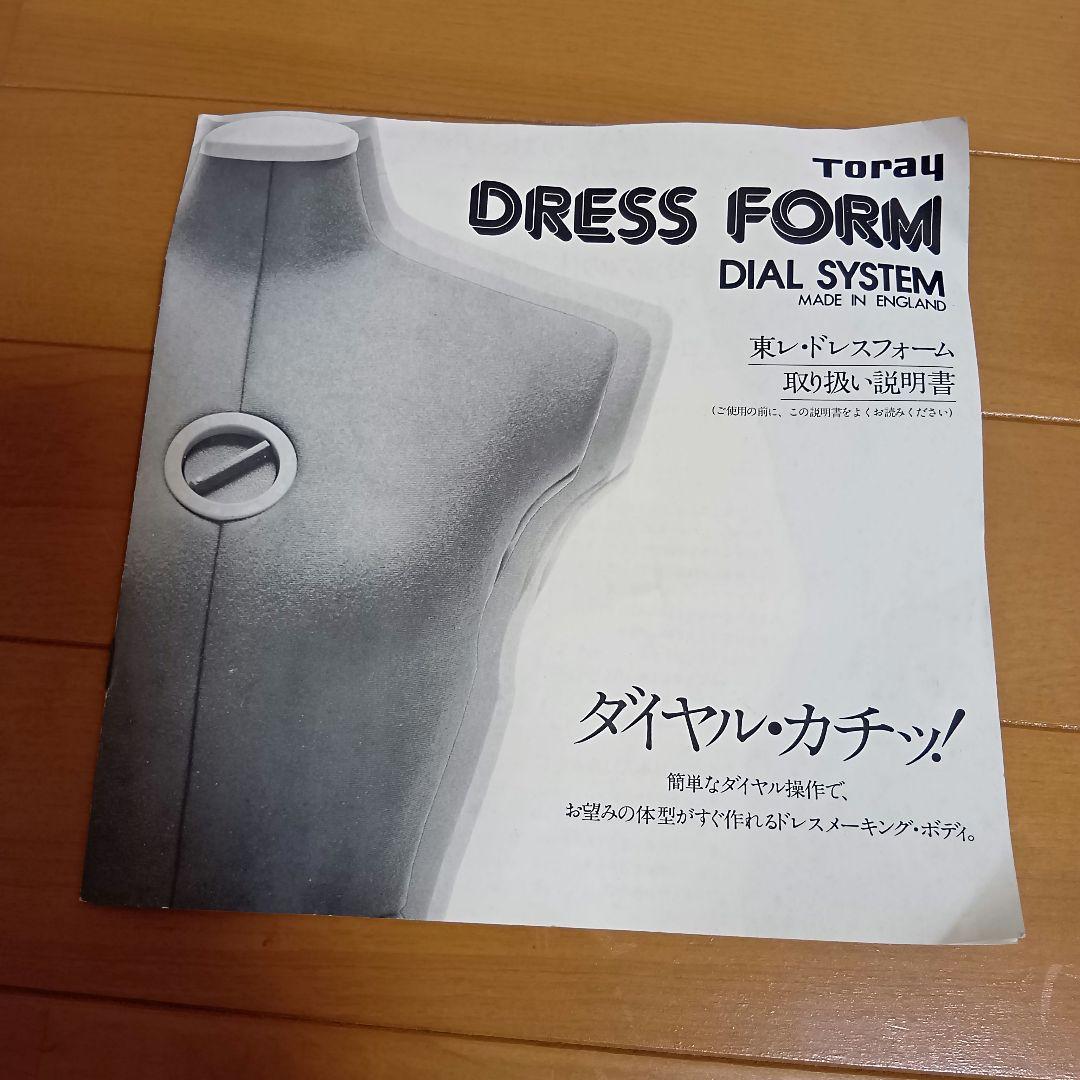 Toray
DRESS FORM
DIAL SYSTEM
MADE IN ENGLAND
東レ・ドレスフォーム
取り扱い説明書
(ご使用の前に、この説明書をよくお読みください)
ダイヤル・カチッ!
簡単なダイヤル操作で、
お望みの体型がすぐ作れるドレスメーキング・ボディ。